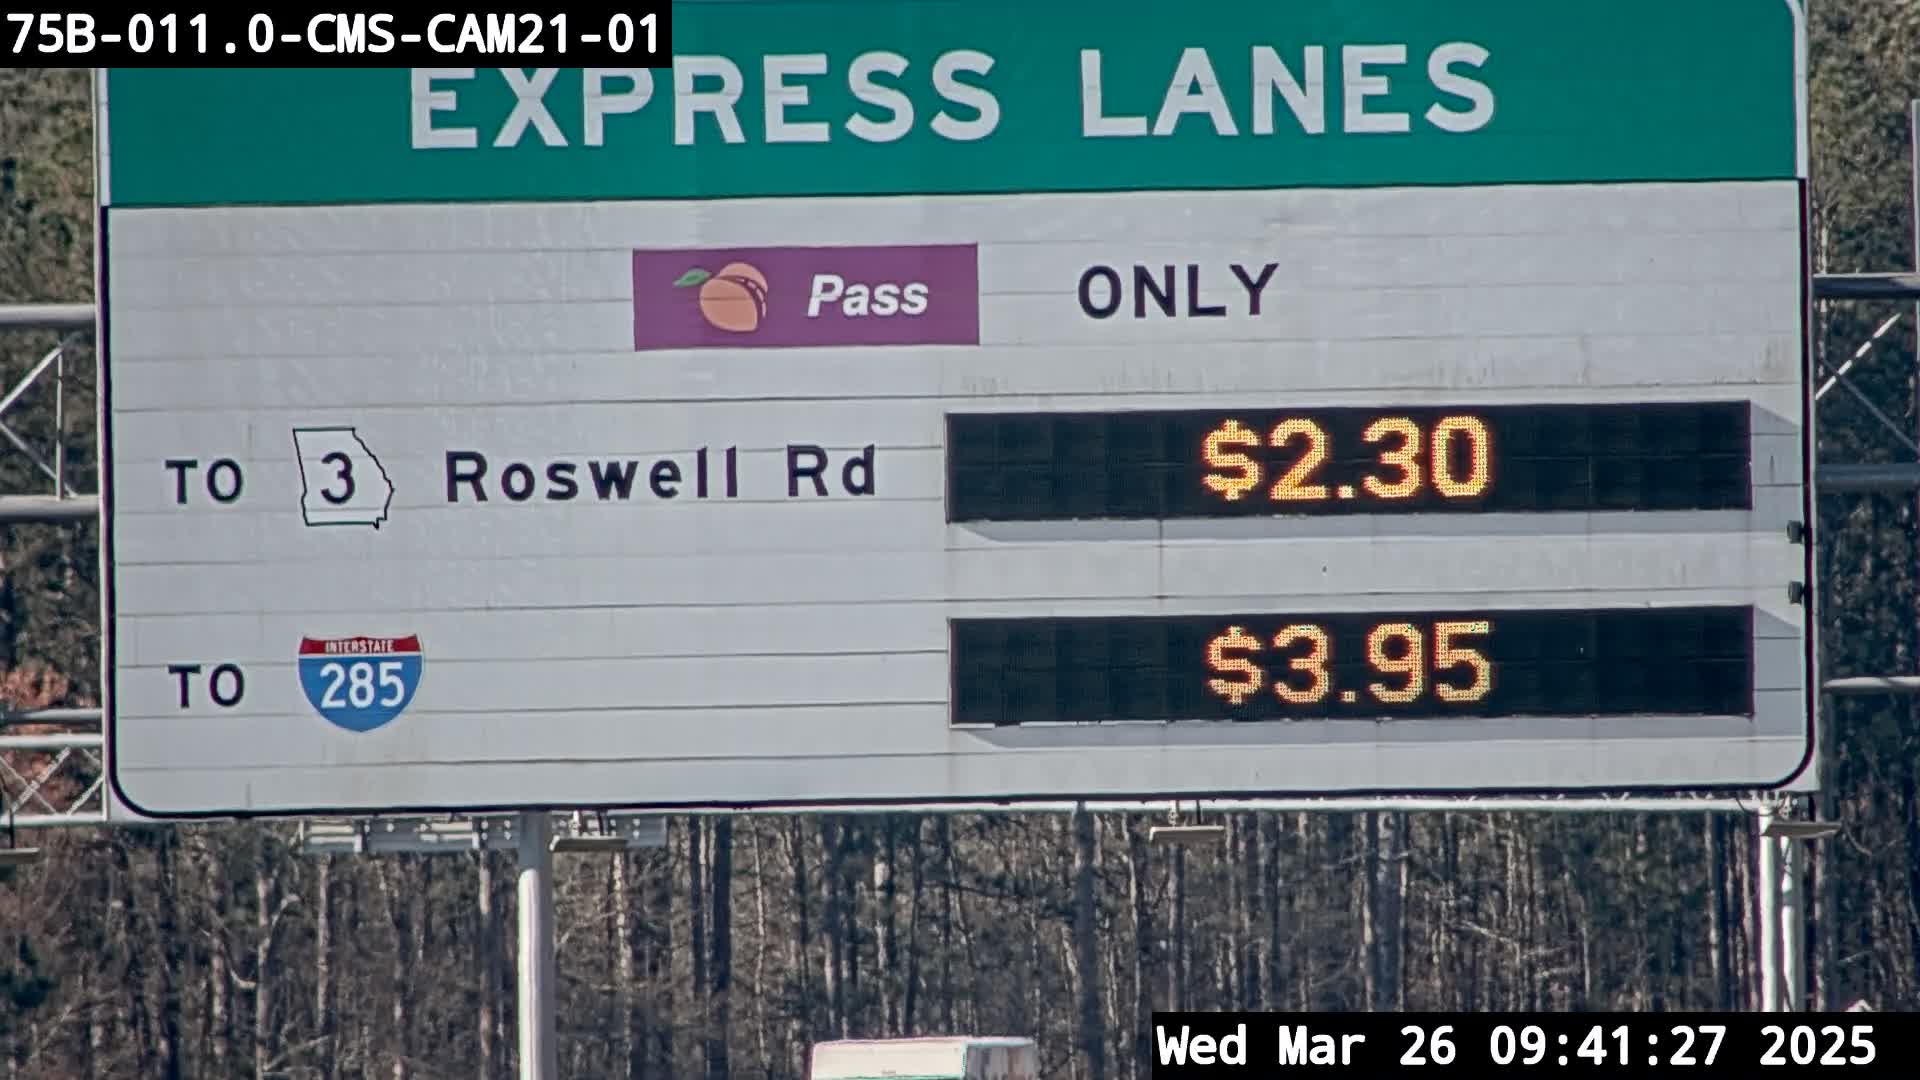 75B-011.0-CMS-CAM21-01
EXPRESS LANES
Pass ONLY
TO 3 Roswell Rd $2.30
TO INTERSTATE 285 $3.95
Wed Mar 26 09:41:27 2025